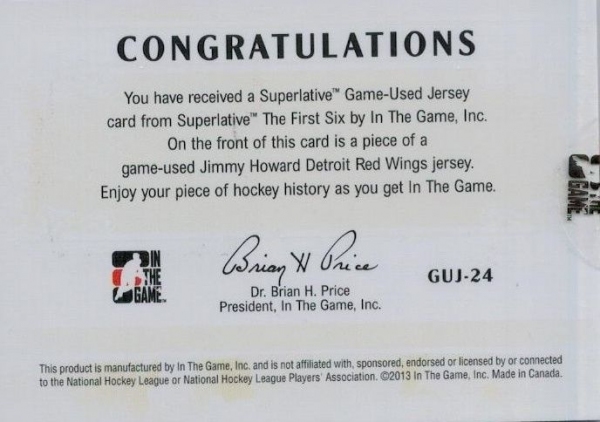 CONGRATULATIONS
You have received a Superlative™ Game-Used Jersey
card from Superlative™ The First Six by In The Game, Inc.
On the front of this card is a piece of a
game-used Jimmy Howard Detroit Red Wings jersey.
Enjoy your piece of hockey history as you get In The Game.
IN
THE
GAME
Brian H Price
Dr. Brian H. Price
President, In The Game, Inc.
GUJ-24
IN
THE
GAME
This product is manufactured by In The Game, Inc. and is not affiliated with, sponsored, endorsed or licensed by or connected
to the National Hockey League or National Hockey League Players' Association. ©2013 In The Game, Inc. Made in Canada.